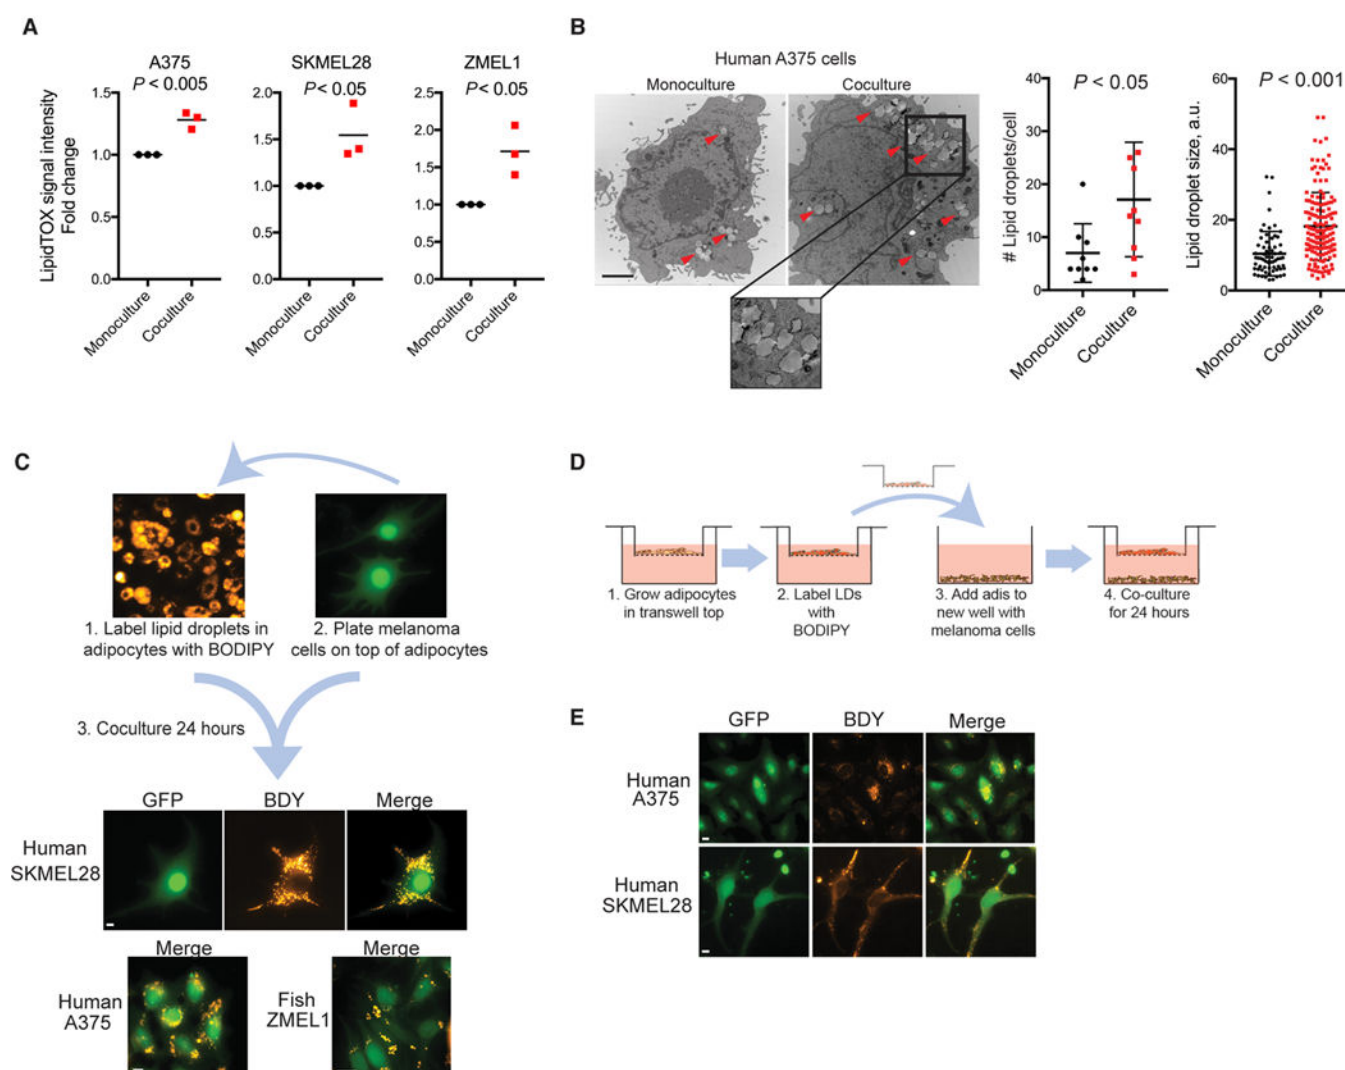 A
A375
P < 0.005
SKMEL28
P < 0.05
ZMEL1
P < 0.05
LipidTOX signal intensity
Fold change
1.5
1.0
0.5
0.0
Monoculture
Coculture
2.0
1.5
1.0
0.5
0.0
Monoculture
Coculture
2.5
2.0
1.5
1.0
0.5
0.0
Monoculture
Coculture
B
Human A375 cells
Monoculture
Coculture
# Lipid droplets/cell
P < 0.05
40
30
20
10
0
Monoculture
Coculture
Lipid droplet size, a.u.
P < 0.001
60
40
20
0
Monoculture
Coculture
C
1. Label lipid droplets in
adipocytes with BODIPY
2. Plate melanoma
cells on top of adipocytes
3. Coculture 24 hours
GFP
BDY
Merge
Human
SKMEL28
Merge
Human
A375
Merge
Fish
ZMEL1
D
1. Grow adipocytes
in transwell top
2. Label LDs
with
BODIPY
3. Add adis to
new well with
melanoma cells
4. Co-culture
for 24 hours
E
GFP
BDY
Merge
Human
A375
Human
SKMEL28